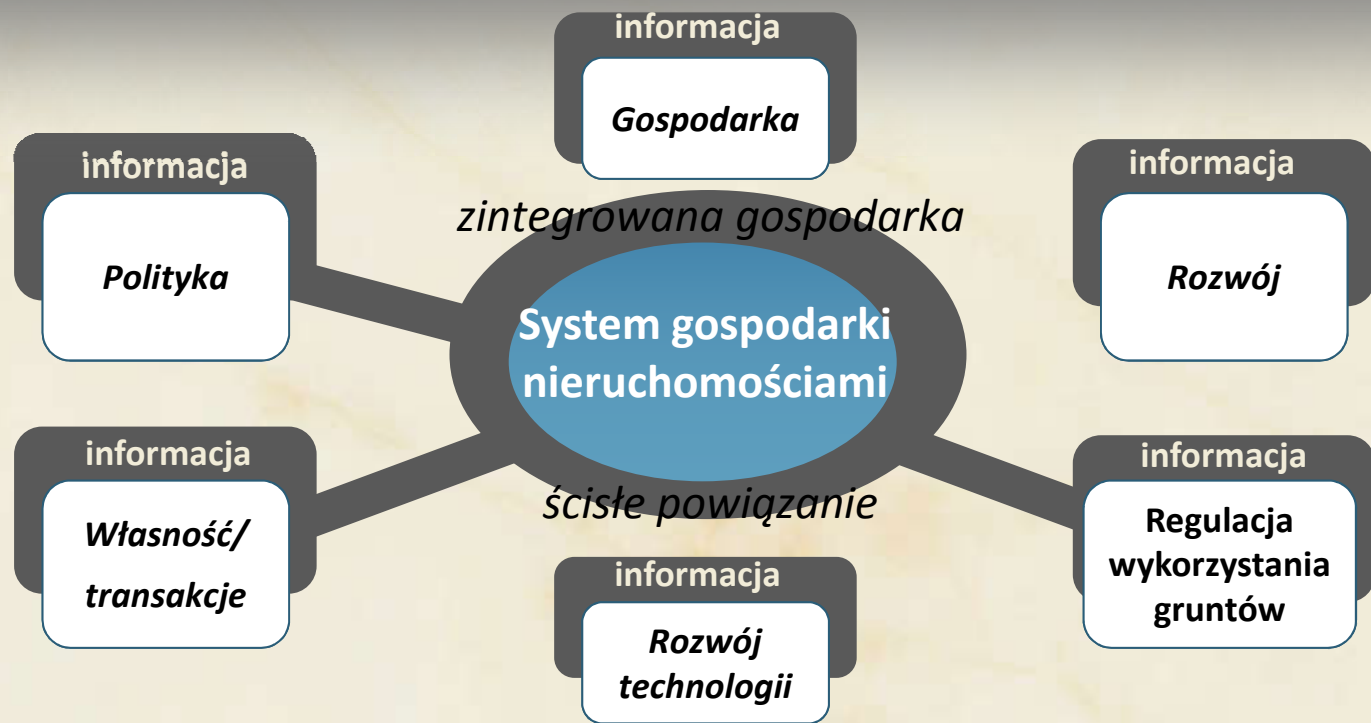 informacja
Gospodarka
informacja
Polityka
informacja
Rozwój
zintegrowana gospodarka
System gospodarki
nieruchomościami
ścisłe powiązanie
informacja
Własność/
transakcje
informacja
Rozwój
technologii
informacja
Regulacja
wykorzystania
gruntów